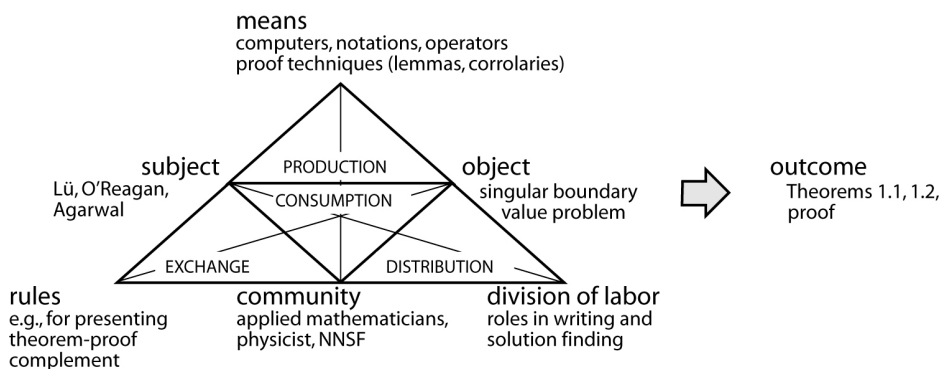 means
computers, notations, operators
proof techniques (lemmas, corrolaries)
subject
Lü, O'Reagan,
Agarwal
PRODUCTION
object
singular boundary
value problem
outcome
Theorems 1.1, 1.2,
proof
CONSUMPTION
EXCHANGE
DISTRIBUTION
rules
e.g., for presenting
theorem-proof
complement
community
applied mathematicians,
physicist, NNSF
division of labor
roles in writing and
solution finding